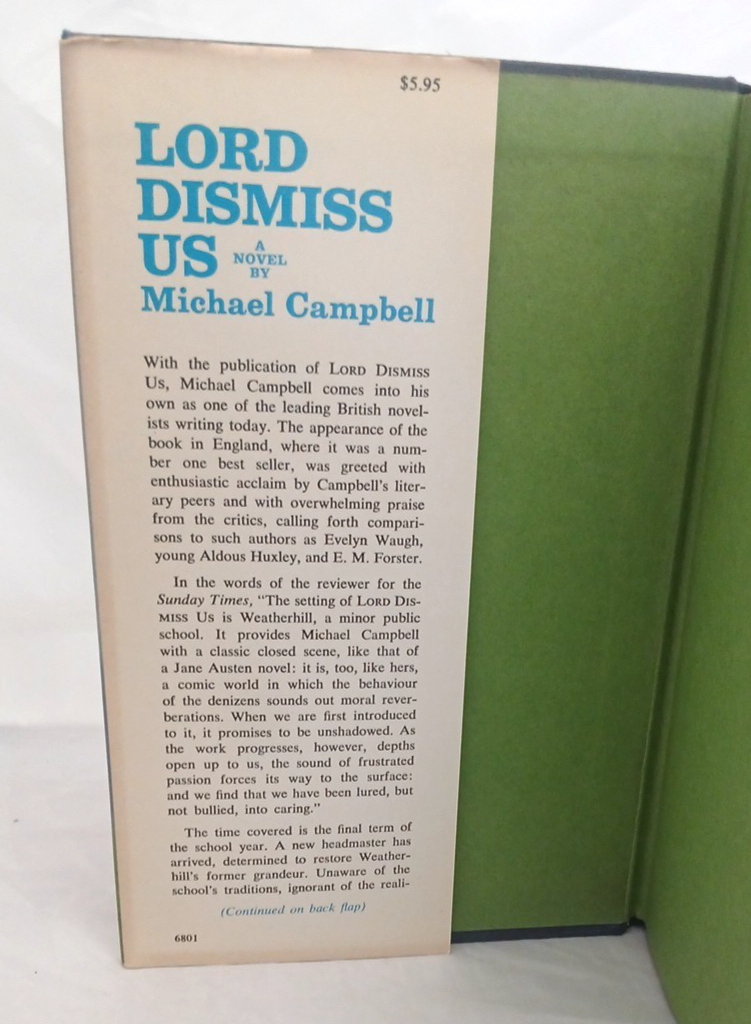 $5.95
LORD
DISMISS
US A NOVEL BY
Michael Campbell
With the publication of LORD DISMISS
US, Michael Campbell comes into his
own as one of the leading British novel-
ists writing today. The appearance of the
book in England, where it was a num-
ber one best seller, was greeted with
enthusiastic acclaim by Campbell's liter-
ary peers and with overwhelming praise
from the critics, calling forth compari-
sons to such authors as Evelyn Waugh,
young Aldous Huxley, and E. M. Forster.
In the words of the reviewer for the
Sunday Times, "The setting of LORD DIS-
MISS US is Weatherhill, a minor public
school. It provides Michael Campbell
with a classic closed scene, like that of
a Jane Austen novel: it is, too, like hers,
a comic world in which the behaviour
of the denizens sounds out moral rever-
berations. When we are first introduced
to it, it promises to be unshadowed. As
the work progresses, however, depths
open up to us, the sound of frustrated
passion forces its way to the surface:
and we find that we have been lured, but
not bullied, into caring."
The time covered is the final term of
the school year. A new headmaster has
arrived, determined to restore Weather-
hill's former grandeur. Unaware of the
school's traditions, ignorant of the reali-
(Continued on back flap)
6801